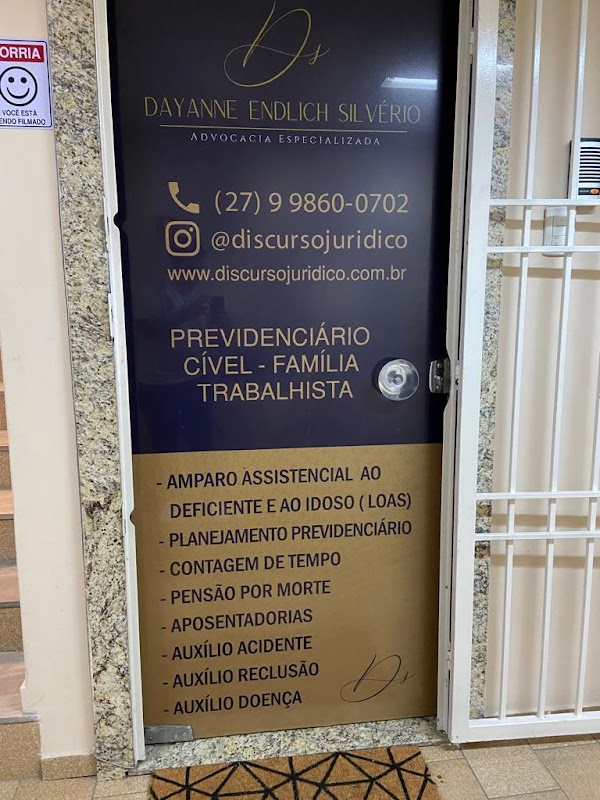 ORRIA
VOCÊ ESTÁ
ENDO FILMADO
Ds
DAYANNE ENDLICH SILVÉRIO
ADVOCACIA ESPECIALIZADA
(27) 9 9860-0702
@discursojuridico
www.discursojuridico.com.br
PREVIDENCIÁRIO
CÍVEL - FAMÍLIA
TRABALHISTA
- AMPARO ASSISTENCIAL AO
DEFICIENTE E AO IDOSO ( LOAS)
- PLANEJAMENTO PREVIDENCIÁRIO
- CONTAGEM DE TEMPO
- PENSÃO POR MORTE
- APOSENTADORIAS
- AUXÍLIO ACIDENTE
- AUXÍLIO RECLUSÃO
- AUXÍLIO DOENÇA
Ds